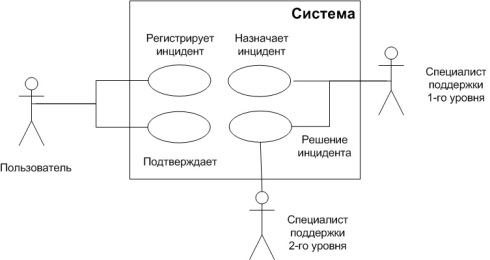 Система
Регистрирует
инцидент
Назначает
инцидент
Специалист
поддержки
1-го уровня
Пользователь
Подтверждает
Решение
инцидента
Специалист
поддержки
2-го уровня